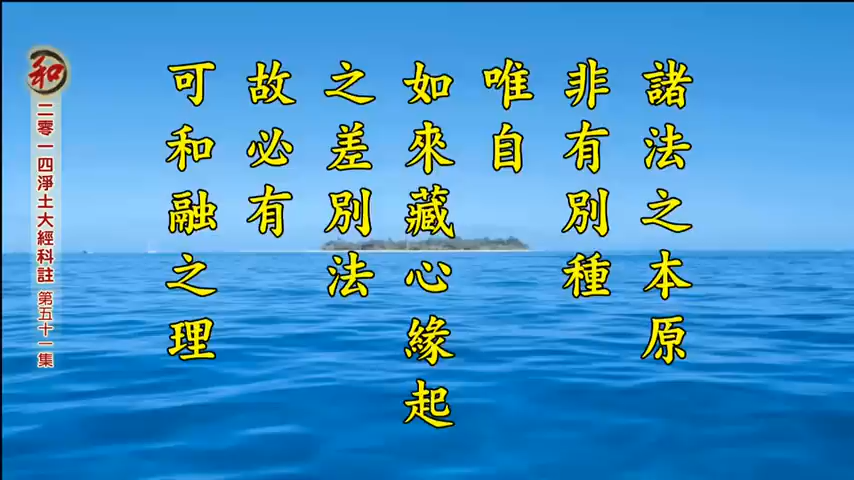 諸法之本原
非有別種
唯自
如來藏心緣起
之差別法
故必有
可和融之理
和
二零一四淨土大經科註 第五十一集